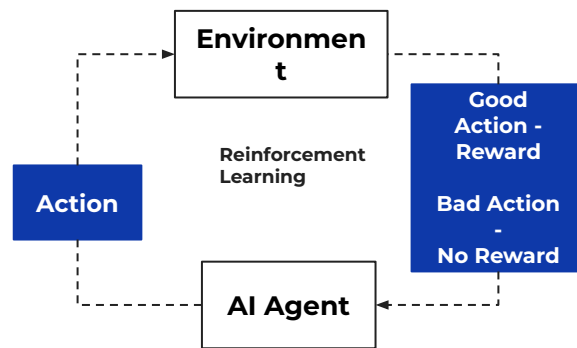 Environmen
t
Good
Action -
Reward
Bad Action
-
No Reward
Reinforcement
Learning
Action
AI Agent